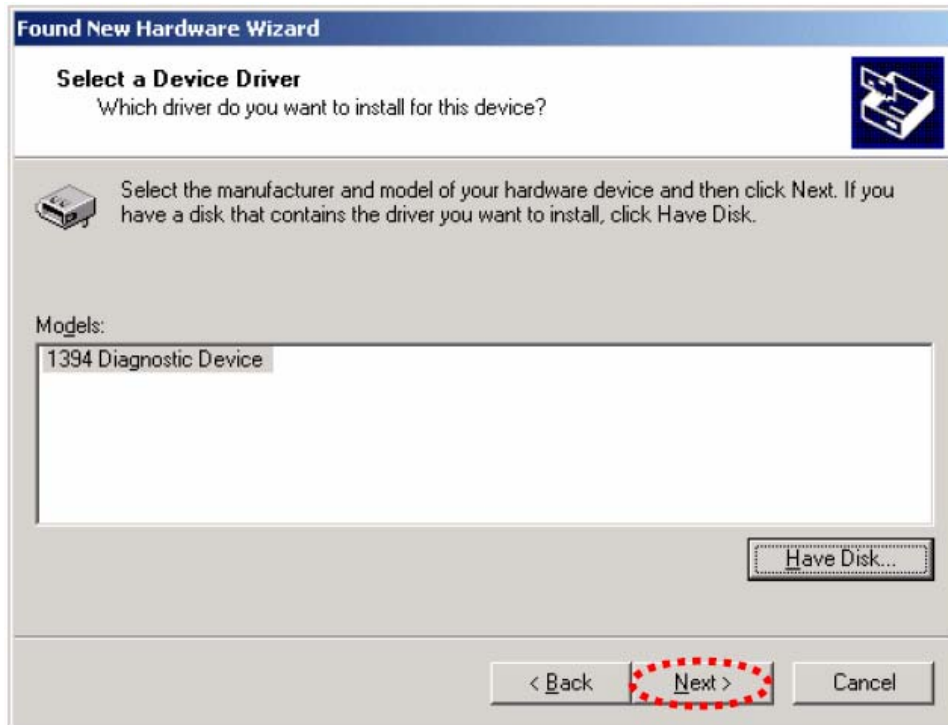 Found New Hardware Wizard
Select a Device Driver
Which driver do you want to install for this device?
Select the manufacturer and model of your hardware device and then click Next. If you
have a disk that contains the driver you want to install, click Have Disk.
Models:
1394 Diagnostic Device
Have Disk...
< Back
Next >
Cancel